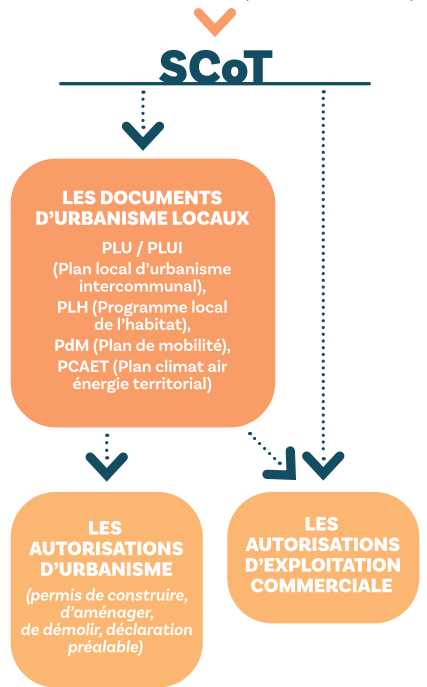 SCoT
LES DOCUMENTS
D'URBANISME LOCAUX
PLU / PLUI
(Plan local d'urbanisme
intercommunal),
PLH (Programme local
de l'habitat),
PdM (Plan de mobilité),
PCAET (Plan climat air
énergie territorial)
LES
AUTORISATIONS
D'URBANISME
(permis de construire,
d'aménager,
de démolir, déclaration
préalable)
LES
AUTORISATIONS
D'EXPLOITATION
COMMERCIALE